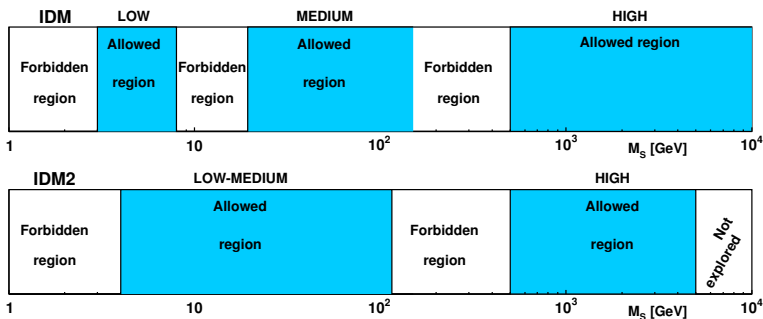 IDM LOW MEDIUM HIGH
Allowed Allowed Allowed region
Forbidden Forbidden Forbidden
region region region region region
1 10 10² 10³ M_S [GeV] 10⁴
IDM2 LOW-MEDIUM HIGH
Forbidden Allowed Forbidden Allowed Not
region region region region explored
1 10 10² 10³ M_S [GeV] 10⁴